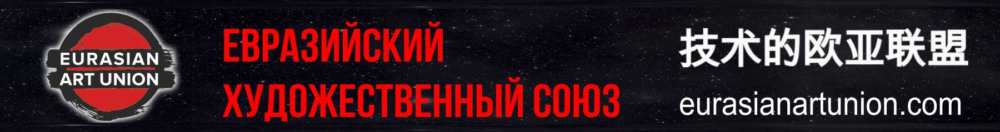 EURASIAN
ART UNION
ЕВРАЗИЙСКИЙ
ХУДОЖЕСТВЕННЫЙ СОЮЗ
技术的欧亚联盟
eurasianartunion.com